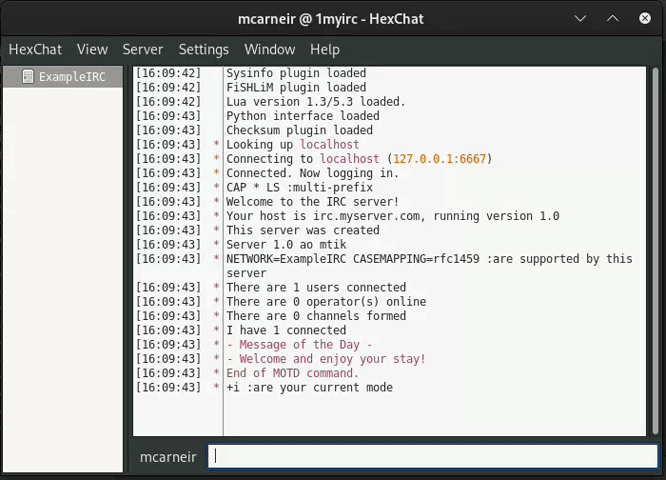 mcarneir @ 1myirc - HexChat
HexChat View Server Settings Window Help
ExampleIRC
[16:09:42] Sysinfo plugin loaded
[16:09:42] FiSHLiM plugin loaded
[16:09:42] Lua version 1.3/5.3 loaded.
[16:09:43] Python interface loaded
[16:09:43] Checksum plugin loaded
[16:09:43] * Looking up localhost
[16:09:43] * Connecting to localhost (127.0.0.1:6667)
[16:09:43] * Connected. Now logging in.
[16:09:43] * CAP * LS :multi-prefix
[16:09:43] * Welcome to the IRC server!
[16:09:43] * Your host is irc.myserver.com, running version 1.0
[16:09:43] * This server was created
[16:09:43] * Server 1.0 ao mtik
[16:09:43] * NETWORK=ExampleIRC CASEMAPPING=rfc1459 :are supported by this
server
[16:09:43] * There are 1 users connected
[16:09:43] * There are 0 operator(s) online
[16:09:43] * There are 0 channels formed
[16:09:43] * I have 1 connected
[16:09:43] * - Message of the Day -
[16:09:43] * - Welcome and enjoy your stay!
[16:09:43] * End of MOTD command.
[16:09:43] * +i :are your current mode
mcarneir